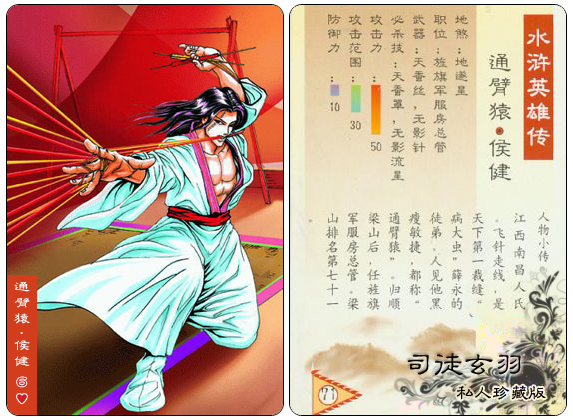 通臂猿·侯健
水浒英雄传
通臂猿·侯健
地煞：地遂星
职位：旌旗军服房总管
武器：天香丝，无影针
必杀技：天香罩，无影流星
攻击力：50
攻击范围：30
防御力：10
人物小传
江西南昌人氏
。飞针走线，是
天下第一裁缝“
病大虫”薛永的
徒弟。人见他黑
瘦敏捷，都称“
通臂猿”。归顺
梁山后，任旌旗
军服房总管。梁
山排名第七十一
。
71
司徒玄羽
私人珍藏版